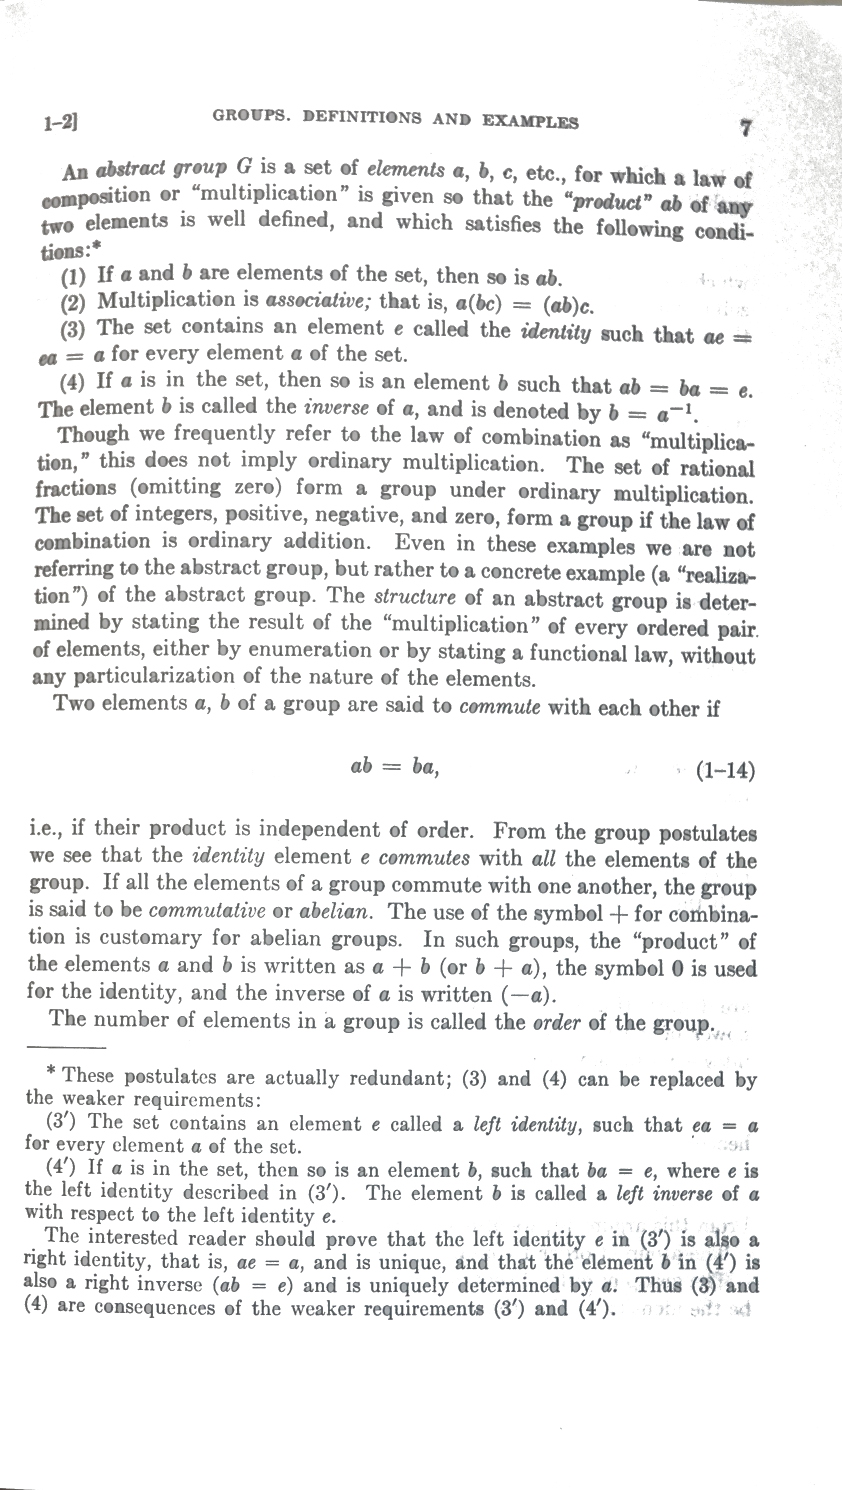 1–2] GROUPS. DEFINITIONS AND EXAMPLES 7
An abstract group G is a set of elements a, b, c, etc., for which a law of
composition or “multiplication” is given so that the “product” ab of any
two elements is well defined, and which satisfies the following condi-
tions:*
(1) If a and b are elements of the set, then so is ab.
(2) Multiplication is associative; that is, a(bc) = (ab)c.
(3) The set contains an element e called the identity such that ae =
ea = a for every element a of the set.
(4) If a is in the set, then so is an element b such that ab = ba = e.
The element b is called the inverse of a, and is denoted by b = a⁻¹.
Though we frequently refer to the law of combination as “multiplica-
tion,” this does not imply ordinary multiplication. The set of rational
fractions (omitting zero) form a group under ordinary multiplication.
The set of integers, positive, negative, and zero, form a group if the law of
combination is ordinary addition. Even in these examples we are not
referring to the abstract group, but rather to a concrete example (a “realiza-
tion”) of the abstract group. The structure of an abstract group is deter-
mined by stating the result of the “multiplication” of every ordered pair
of elements, either by enumeration or by stating a functional law, without
any particularization of the nature of the elements.
Two elements a, b of a group are said to commute with each other if
ab = ba, (1–14)
i.e., if their product is independent of order. From the group postulates
we see that the identity element e commutes with all the elements of the
group. If all the elements of a group commute with one another, the group
is said to be commutative or abelian. The use of the symbol + for combina-
tion is customary for abelian groups. In such groups, the “product” of
the elements a and b is written as a + b (or b + a), the symbol 0 is used
for the identity, and the inverse of a is written (−a).
The number of elements in a group is called the order of the group.
* These postulates are actually redundant; (3) and (4) can be replaced by
the weaker requirements:
(3′) The set contains an element e called a left identity, such that ea = a
for every element a of the set.
(4′) If a is in the set, then so is an element b, such that ba = e, where e is
the left identity described in (3′). The element b is called a left inverse of a
with respect to the left identity e.
The interested reader should prove that the left identity e in (3′) is also a
right identity, that is, ae = a, and is unique, and that the element b in (4′) is
also a right inverse (ab = e) and is uniquely determined by a. Thus (3) and
(4) are consequences of the weaker requirements (3′) and (4′).